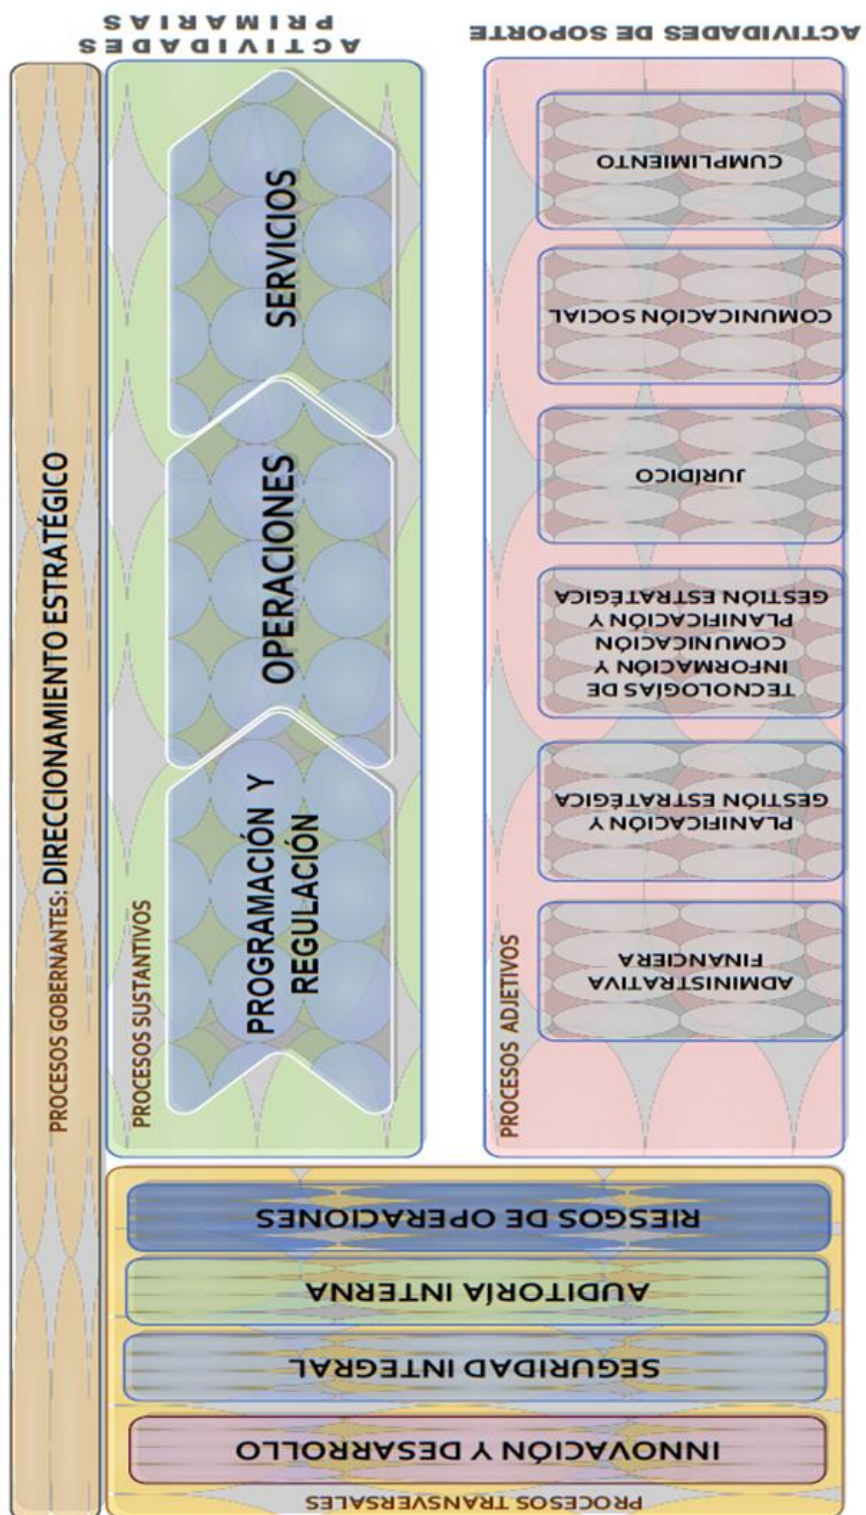 PROCESOS GOBERNANTES: DIRECCIONAMIENTO ESTRATÉGICO
ACTIVIDADES
PRIMARIAS
PROCESOS SUSTANTIVOS
PROGRAMACIÓN Y
REGULACIÓN
OPERACIONES
SERVICIOS
ACTIVIDADES DE SOPORTE
PROCESOS ADJETIVOS
ADMINISTRATIVA
FINANCIERA
PLANIFICACIÓN Y
GESTIÓN ESTRATÉGICA
TECNOLOGÍAS DE
INFORMACIÓN Y
COMUNICACIÓN
PLANIFICACIÓN Y
GESTIÓN ESTRATÉGICA
JURÍDICO
COMUNICACIÓN SOCIAL
CUMPLIMIENTO
PROCESOS TRANSVERSALES
INNOVACIÓN Y DESARROLLO
SEGURIDAD INTEGRAL
AUDITORÍA INTERNA
RIESGOS DE OPERACIONES